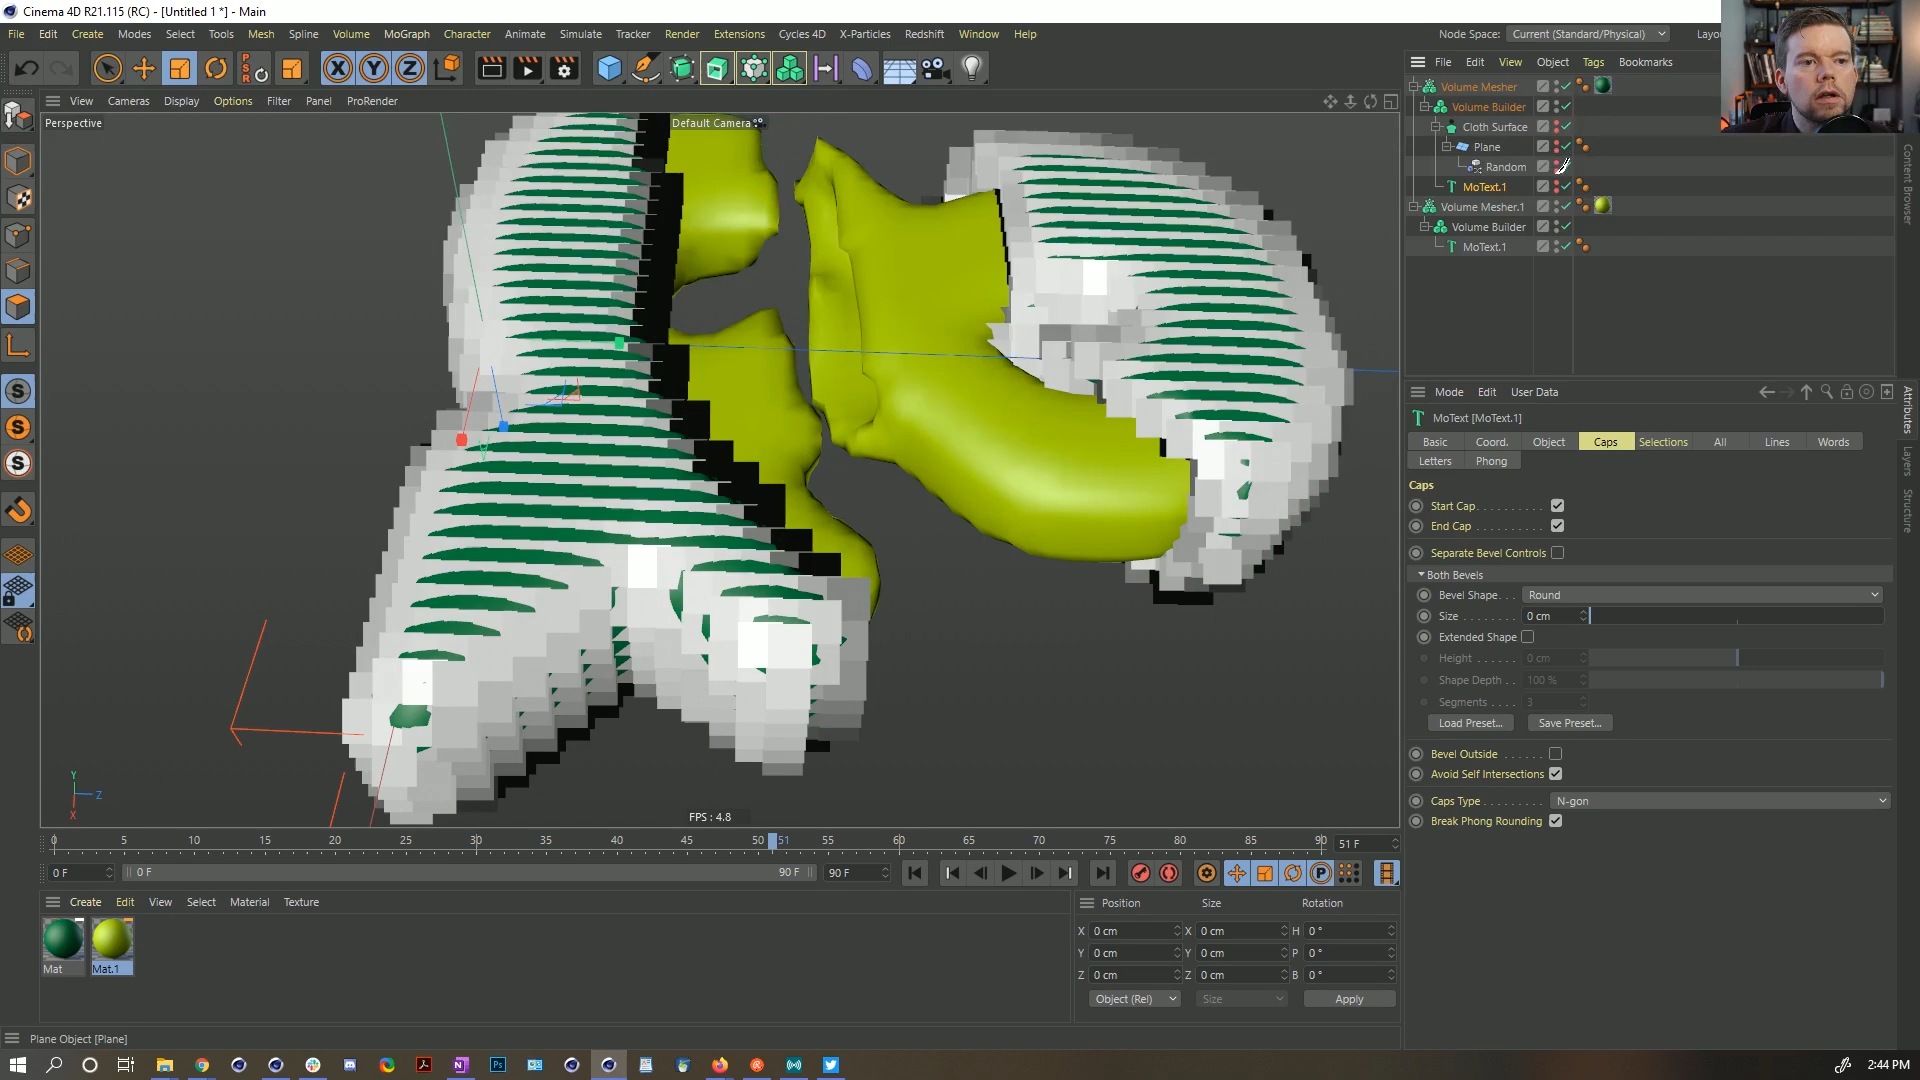 Cinema 4D R21.115 (RC) - [Untitled 1 *] - Main
File Edit Create Modes Select Tools Mesh Spline Volume MoGraph Character Animate Simulate Tracker Render Extensions Cycles 4D X-Particles Redshift Window Help
Node Space: Current (Standard/Physical) Layou
PSR
X Y Z
File Edit View Object Tags Bookmarks
View Cameras Display Options Filter Panel ProRender
Perspective
Default Camera
Volume Mesher
Volume Builder
Cloth Surface
Plane
Random
MoText.1
Volume Mesher.1
Volume Builder
MoText.1
Content Browser
Mode Edit User Data
MoText [MoText.1]
Basic Coord. Object Caps Selections All Lines Words
Letters Phong
Attributes
Layers
Structure
Caps
Start Cap
End Cap
Separate Bevel Controls
Both Bevels
Bevel Shape: Round
Size 0 cm
Extended Shape
Height 0 cm
Shape Depth 100 %
Segments 3
Load Preset... Save Preset...
Bevel Outside
Avoid Self Intersections
Caps Type N-gon
Break Phong Rounding
Y
Z
X
FPS : 4.8
0 5 10 15 20 25 30 35 40 45 50 51 55 60 65 70 75 80 85 90 51 F
0 F 0 F 90 F 90 F
Create Edit View Select Material Texture
Mat Mat.1
Position Size Rotation
X 0 cm X 0 cm H 0 °
Y 0 cm Y 0 cm P 0 °
Z 0 cm Z 0 cm B 0 °
Object (Rel) Size Apply
Plane Object [Plane]
2:44 PM